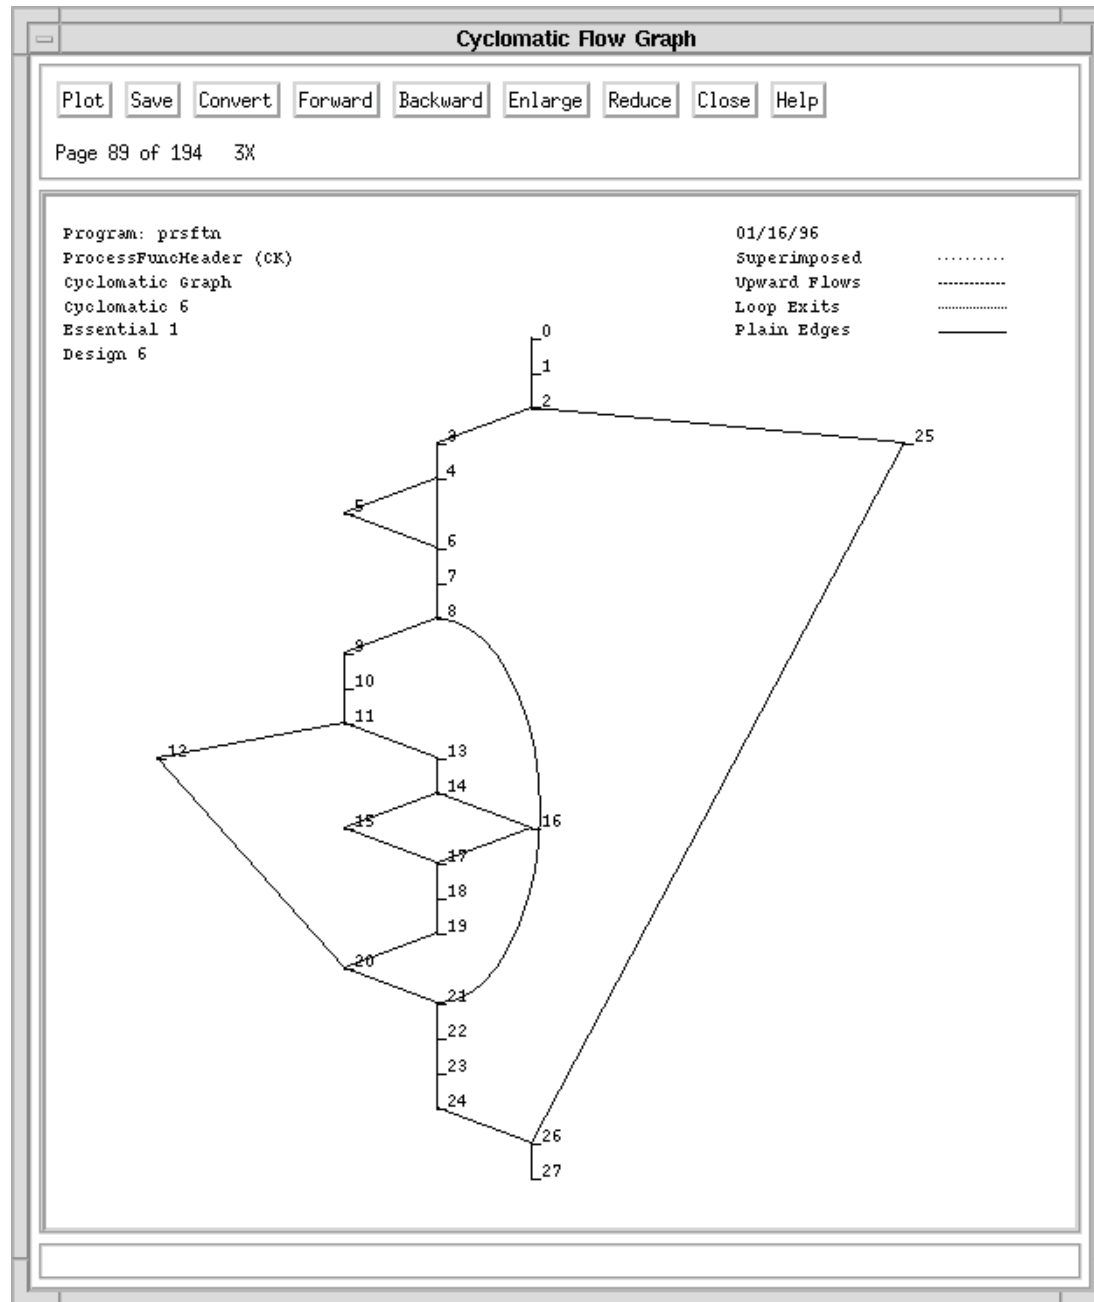 Cyclomatic Flow Graph
Plot Save Convert Forward Backward Enlarge Reduce Close Help
Page 89 of 194 3X
Program: prsftn
ProcessFuncHeader (CK)
Cyclomatic Graph
Cyclomatic 6
Essential 1
Design 6
01/16/96
Superimposed
Upward Flows
Loop Exits
Plain Edges
0
1
2
3
25
4
5
6
7
8
9
10
11
12
13
14
15
16
17
18
19
20
21
22
23
24
26
27